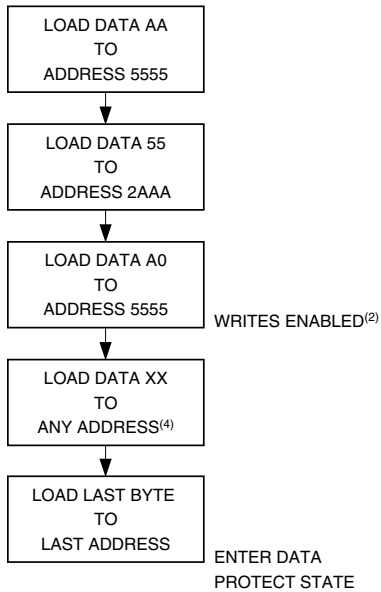 LOAD DATA AA
TO
ADDRESS 5555
LOAD DATA 55
TO
ADDRESS 2AAA
LOAD DATA A0
TO
ADDRESS 5555
WRITES ENABLED(2)
LOAD DATA XX
TO
ANY ADDRESS(4)
LOAD LAST BYTE
TO
LAST ADDRESS
ENTER DATA
PROTECT STATE